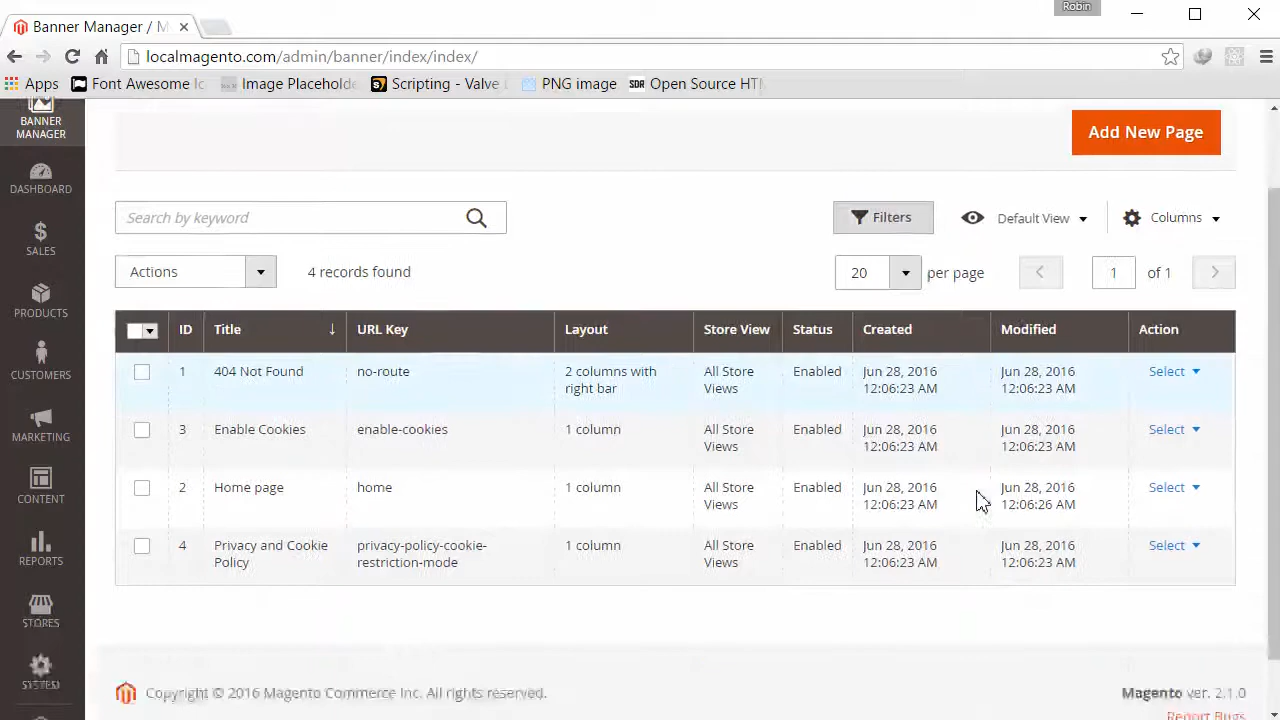 Robin
Banner Manager / M
localmagento.com/admin/banner/index/index/
Apps Font Awesome Ic Image Placeholde Scripting - Valve PNG image SDR Open Source HTI
BANNER
MANAGER
DASHBOARD
SALES
PRODUCTS
CUSTOMERS
MARKETING
CONTENT
REPORTS
STORES
SYSTEM
Add New Page
Search by keyword Filters Default View Columns
Actions 4 records found 20 per page 1 of 1
ID Title ↓ URL Key Layout Store View Status Created Modified Action
1 404 Not Found no-route 2 columns with All Store Enabled Jun 28, 2016 Jun 28, 2016 Select
right bar Views 12:06:23 AM 12:06:23 AM
3 Enable Cookies enable-cookies 1 column All Store Enabled Jun 28, 2016 Jun 28, 2016 Select
Views 12:06:23 AM 12:06:23 AM
2 Home page home 1 column All Store Enabled Jun 28, 2016 Jun 28, 2016 Select
Views 12:06:23 AM 12:06:26 AM
4 Privacy and Cookie privacy-policy-cookie- 1 column All Store Enabled Jun 28, 2016 Jun 28, 2016 Select
Policy restriction-mode Views 12:06:23 AM 12:06:23 AM
Copyright © 2016 Magento Commerce Inc. All rights reserved. Magento ver. 2.1.0
Report Bugs